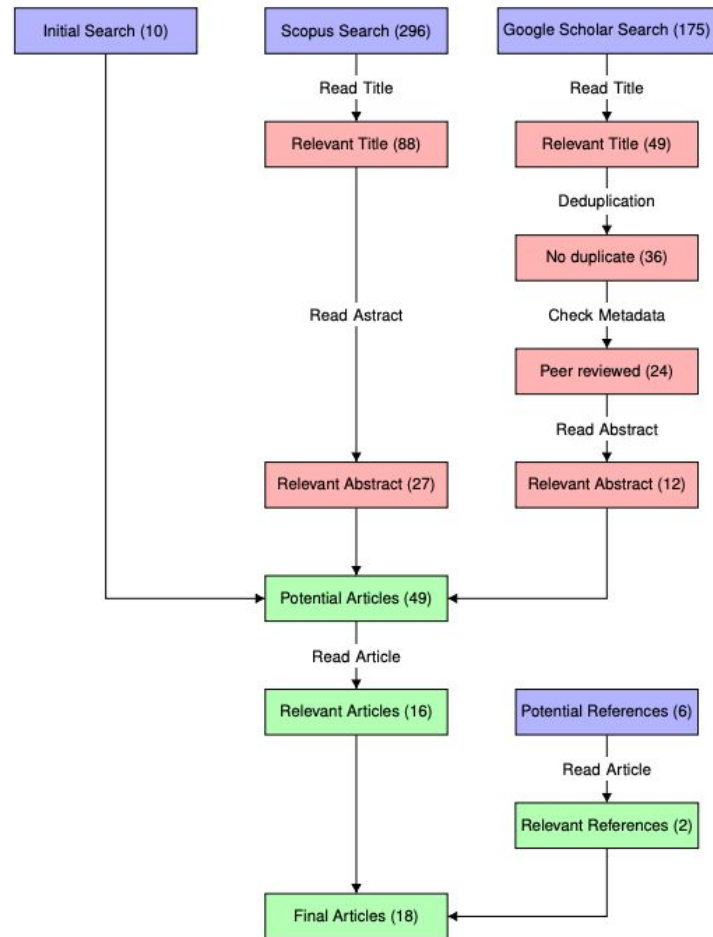 Initial Search (10)
Scopus Search (296)
Google Scholar Search (175)
Read Title
Read Title
Relevant Title (88)
Relevant Title (49)
Deduplication
No duplicate (36)
Read Astract
Check Metadata
Peer reviewed (24)
Read Abstract
Relevant Abstract (27)
Relevant Abstract (12)
Potential Articles (49)
Read Article
Relevant Articles (16)
Potential References (6)
Read Article
Relevant References (2)
Final Articles (18)